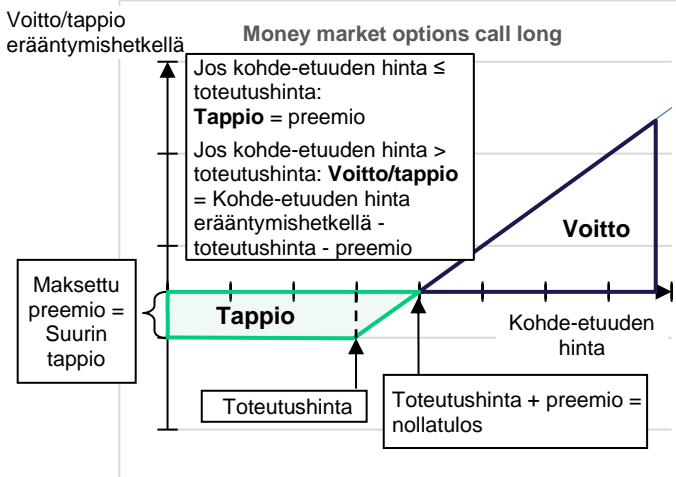 Voitto/tappio
erääntymishetkellä
Money market options call long
Jos kohde-etuuden hinta ≤
toteutushinta:
Tappio = preemio
Jos kohde-etuuden hinta >
toteutushinta: Voitto/tappio
= Kohde-etuuden hinta
erääntymishetkellä -
toteutushinta - preemio
Voitto
Maksettu
preemio =
Suurin
tappio
Tappio
Kohde-etuuden
hinta
Toteutushinta
Toteutushinta + preemio =
nollatulos